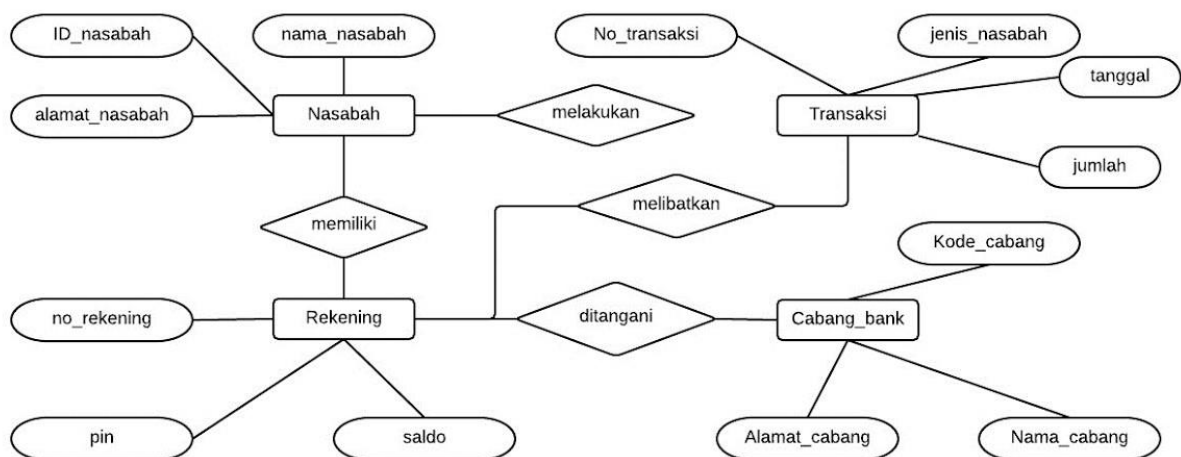 ID_nasabah
nama_nasabah
No_transaksi
jenis_nasabah
tanggal
alamat_nasabah
Nasabah
melakukan
Transaksi
jumlah
melibatkan
memiliki
Kode_cabang
no_rekening
Rekening
ditangani
Cabang_bank
pin
saldo
Alamat_cabang
Nama_cabang